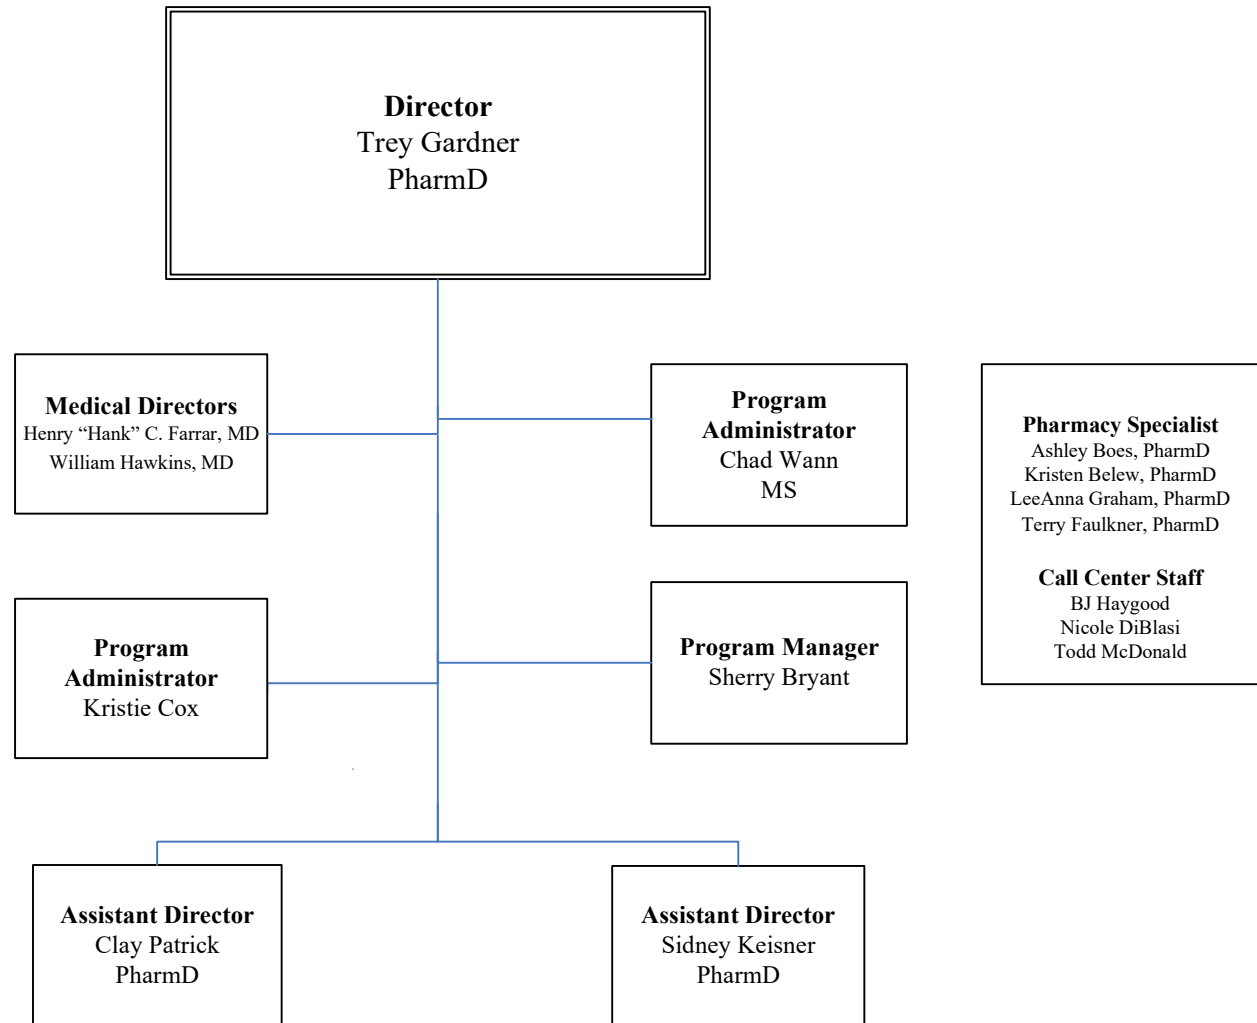 Director
Trey Gardner
PharmD
Medical Directors
Henry “Hank” C. Farrar, MD
William Hawkins, MD
Program
Administrator
Chad Wann
MS
Pharmacy Specialist
Ashley Boes, PharmD
Kristen Belew, PharmD
LeeAnna Graham, PharmD
Terry Faulkner, PharmD
Call Center Staff
BJ Haygood
Nicole DiBlasi
Todd McDonald
Program
Administrator
Kristie Cox
Program Manager
Sherry Bryant
Assistant Director
Clay Patrick
PharmD
Assistant Director
Sidney Keisner
PharmD